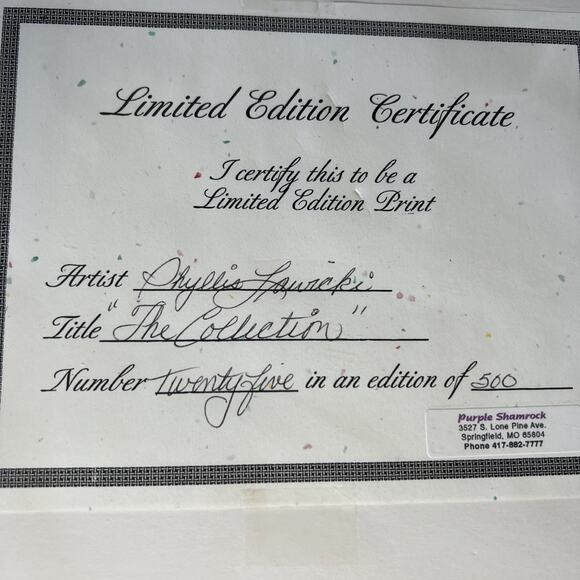 Limited Edition Certificate
I certify this to be a
Limited Edition Print
Artist Phyllis Lowicki
Title "The Collection"
Number Twenty-five in an edition of 500
Purple Shamrock
3527 S. Lone Pine Ave.
Springfield, MO 65804
Phone 417-882-7777